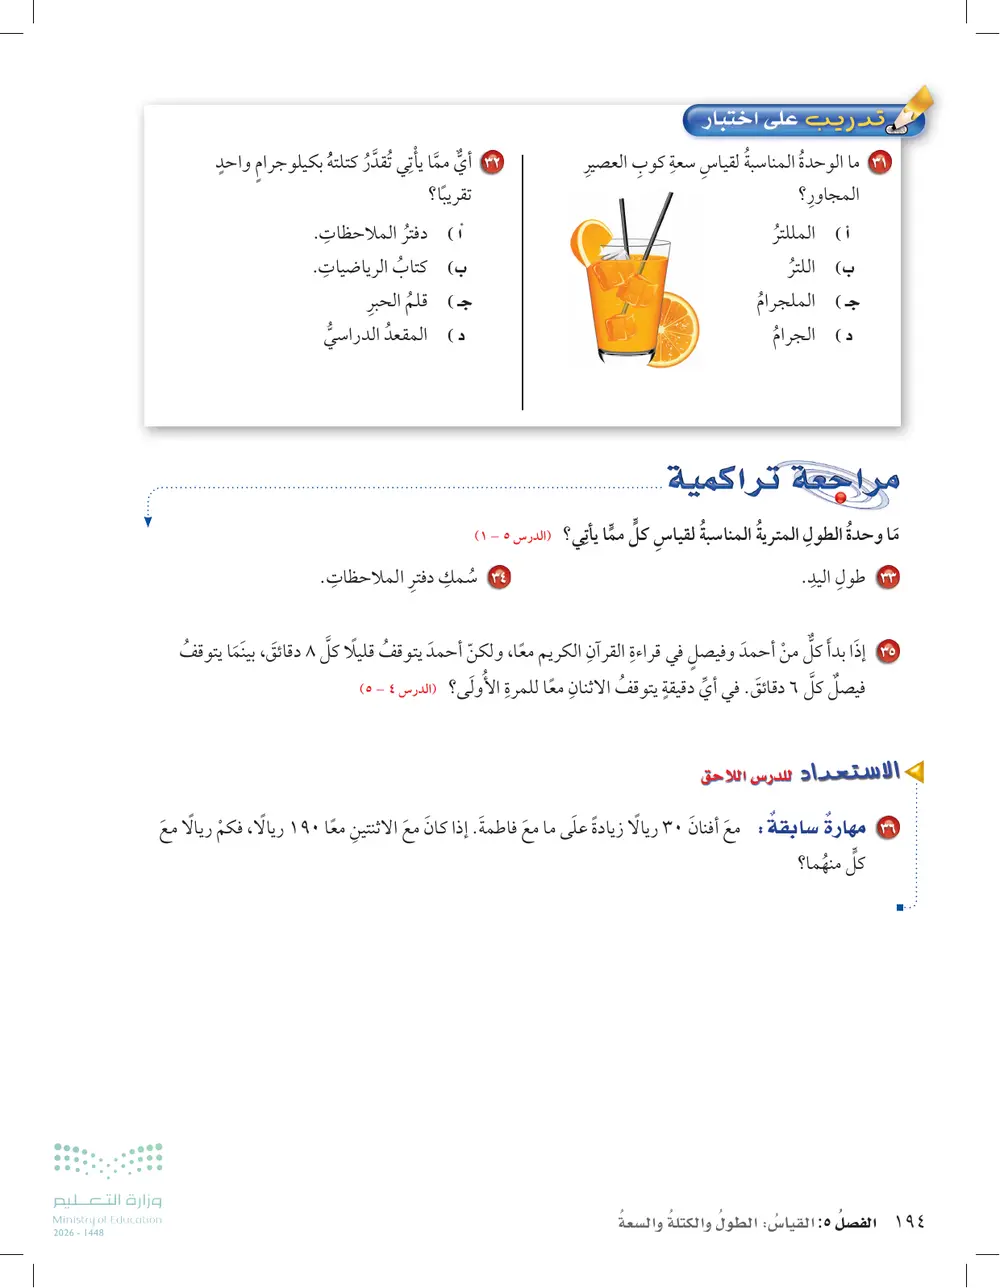 تدريب على اختبار
٣١ ما الوحدةُ المناسبةُ لقياسِ سعةِ كوبِ العصيرِ
المجاورِ؟
أ ) المللترُ
ب) اللترُ
جـ ) الملجرامُ
د ) الجرامُ
٣٢ أيٌّ ممَّا يأْتِي تُقدَّرُ كتلتهُ بكيلوجرامٍ واحدٍ
تقريبًا؟
أ ) دفترُ الملاحظاتِ.
ب) كتابُ الرياضياتِ.
جـ ) قلمُ الحبرِ
د ) المقعدُ الدراسيُّ
مراجعة تراكمية
مَا وحدةُ الطولِ المتريةُ المناسبةُ لقياسِ كلٍّ ممَّا يأتِي؟ (الدرس ٥ – ١)
٣٣ طولِ اليدِ.
٣٤ سُمكِ دفترِ الملاحظاتِ.
٣٥ إذَا بدأَ كلٌّ منْ أحمدَ وفيصلٍ في قراءةِ القرآنِ الكريم معًا، ولكنّ أحمدَ يتوقفُ قليلًا كلَّ ٨ دقائقَ، بينَمَا يتوقفُ
فيصلٌ كلَّ ٦ دقائقَ. في أيِّ دقيقةٍ يتوقفُ الاثنانِ معًا للمرةِ الأُولَى؟ (الدرس ٤ – ٥)
الاستعداد للدرس اللاحق
٣٦ مهارةٌ سابقةٌ: معَ أفنانَ ٣٠ ريالًا زيادةً علَى ما معَ فاطمةَ. إذا كانَ معَ الاثنتينِ معًا ١٩٠ ريالًا، فكمْ ريالًا معَ
كلٍّ منهُما؟
وزارة التعليم
Ministry of Education
2026 - 1448
١٩٤ الفصلُ ٥: القياسُ: الطولُ والكتلةُ والسعةُ